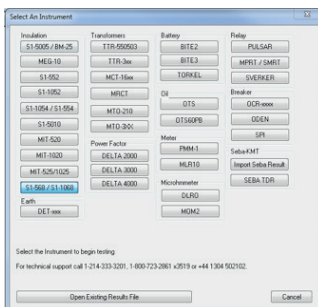 Select An Instrument
Insulation
S1-5005 / BM-25
MEG-10
S1-552
S1-1052
S1-1054 / S1-554
S1-5010
MIT-520
MIT-1020
MIT-525/1025
S1-568 / S1-1068
Earth
DET-xxx
Transformers
TTR-550503
TTR-3xx
MCT-16xx
MRCT
MTO-210
MTO-3XX
Power Factor
DELTA 2000
DELTA 3000
DELTA 4000
Battery
BITE2
BITE3
TORKEL
Oil
OTS
OTS60PB
Meter
PMM-1
MLR10
Microhmmeter
DLRO
MOM2
Relay
PULSAR
MPRT / SMRT
SVERKER
Breaker
OCR-xxxx
ODEN
SPI
Seba-KMT
Import Seba Result
SEBA TDR
Select the Instrument to begin testing
For technical support call 1-214-333-3201, 1-800-723-2861 x3519 or +44 1304 502102.
Open Existing Results File
Cancel